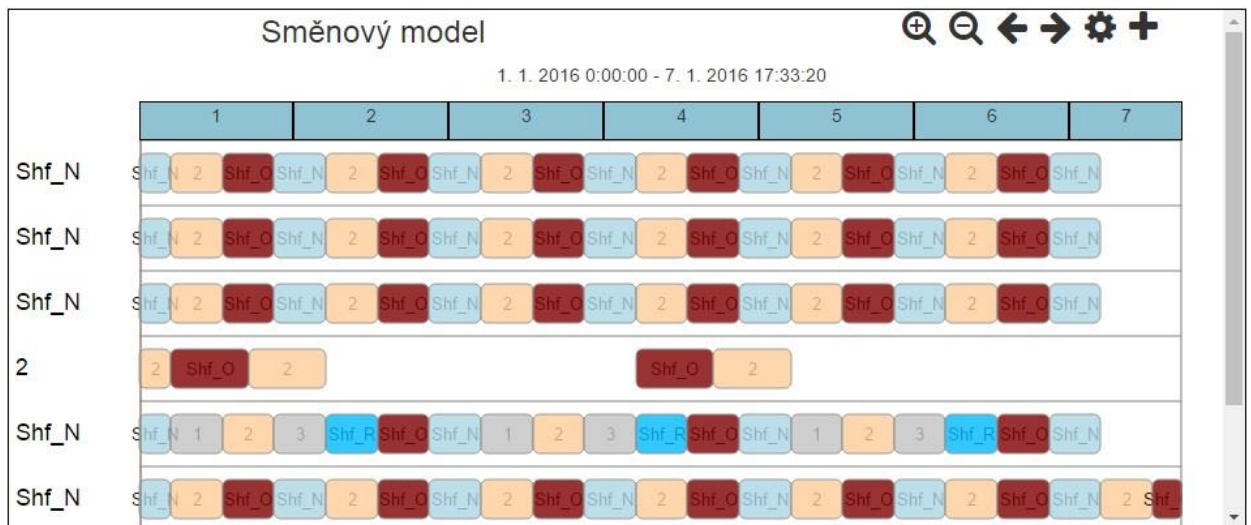 Směnový model
1. 1. 2016 0:00:00 - 7. 1. 2016 17:33:20
1 2 3 4 5 6 7
Shf_N Shf_N 2 Shf_O Shf_N 2 Shf_O Shf_N 2 Shf_O Shf_N 2 Shf_O Shf_N 2 Shf_O Shf_N 2 Shf_O Shf_N
Shf_N Shf_N 2 Shf_O Shf_N 2 Shf_O Shf_N 2 Shf_O Shf_N 2 Shf_O Shf_N 2 Shf_O Shf_N 2 Shf_O Shf_N
Shf_N Shf_N 2 Shf_O Shf_N 2 Shf_O Shf_N 2 Shf_O Shf_N 2 Shf_O Shf_N 2 Shf_O Shf_N 2 Shf_O Shf_N
2 2 Shf_O 2 Shf_O 2
Shf_N Shf_N 1 2 3 Shf_R Shf_O Shf_N 1 2 3 Shf_R Shf_O Shf_N 1 2 3 Shf_R Shf_O Shf_N
Shf_N Shf_N 2 Shf_O Shf_N 2 Shf_O Shf_N 2 Shf_O Shf_N 2 Shf_O Shf_N 2 Shf_O Shf_N 2 Shf_O Shf_N 2 Shf_